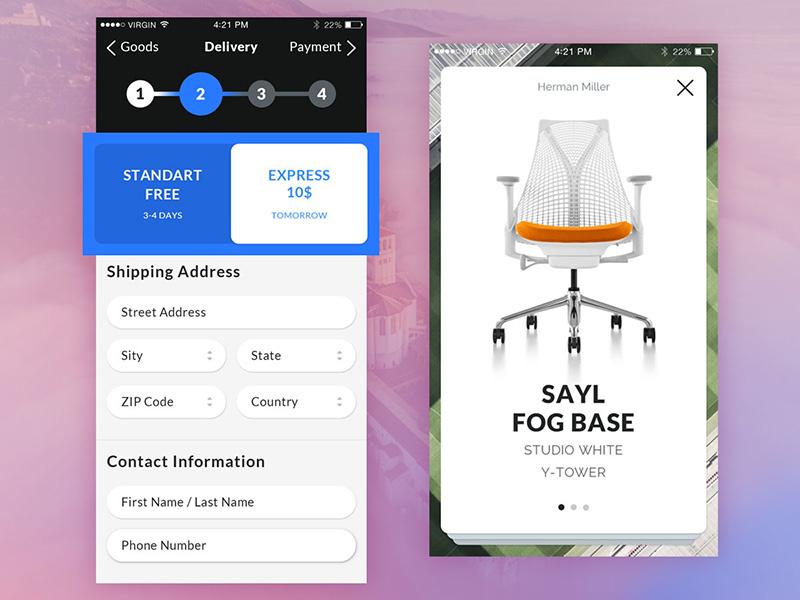 VIRGIN
4:21 PM
22%
Goods
Delivery
Payment
1
2
3
4
STANDART
FREE
3-4 DAYS
EXPRESS
10$
TOMORROW
Shipping Address
Street Address
Sity
State
ZIP Code
Country
Contact Information
First Name / Last Name
Phone Number
VIRGIN
4:21 PM
22%
Herman Miller
SAYL
FOG BASE
STUDIO WHITE
Y-TOWER